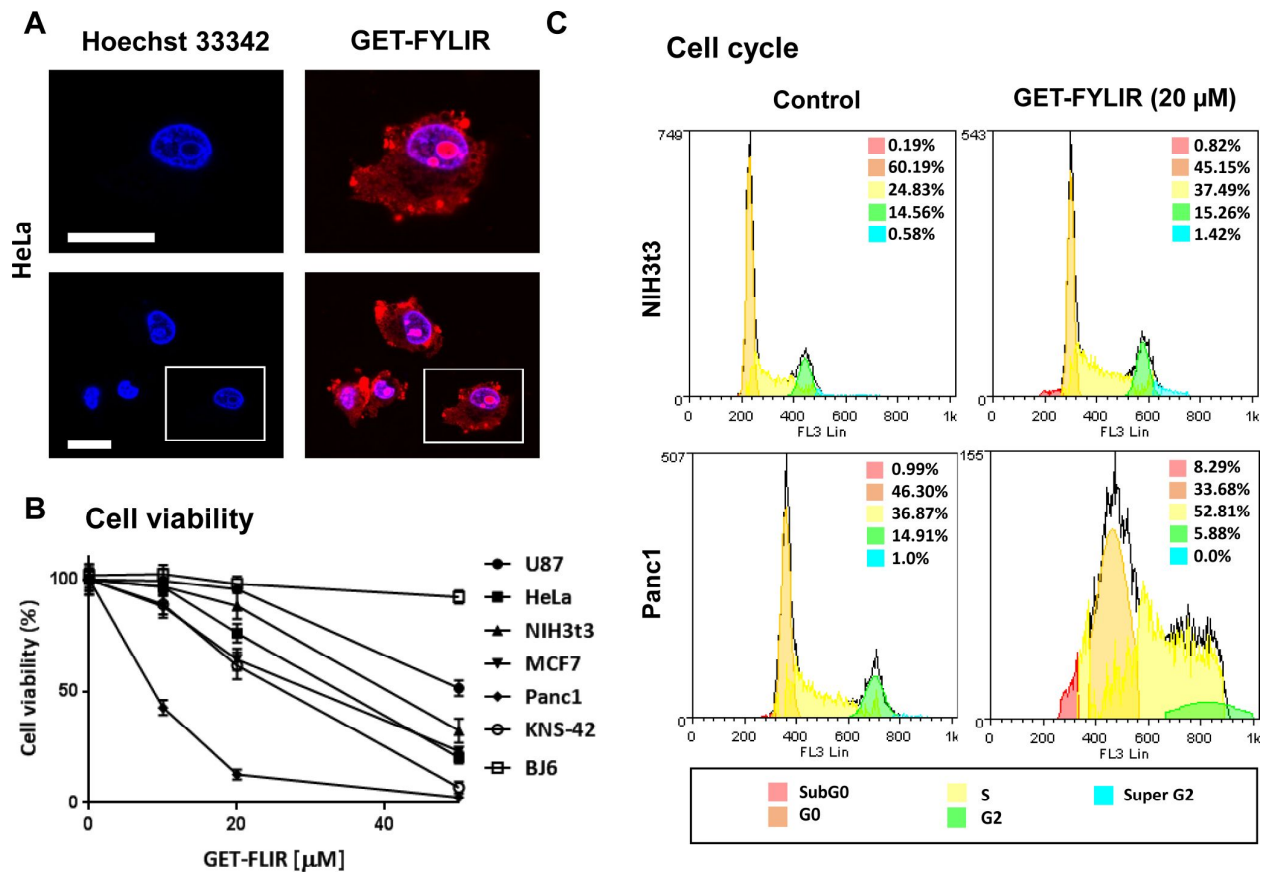 A
Hoechst 33342
GET-FYLIR
HeLa
B
Cell viability
Cell viability (%)
100
50
0
0
20
40
GET-FLIR [µM]
U87
HeLa
NIH3t3
MCF7
Panc1
KNS-42
BJ6
C
Cell cycle
Control
GET-FYLIR (20 µM)
NIH3t3
749
0
0.19%
60.19%
24.83%
14.56%
0.58%
0 200 400 600 800 1k
FL3 Lin
543
0
0.82%
45.15%
37.49%
15.26%
1.42%
0 200 400 600 800 1k
FL3 Lin
Panc1
507
0
0.99%
46.30%
36.87%
14.91%
1.0%
0 200 400 600 800 1k
FL3 Lin
155
0
8.29%
33.68%
52.81%
5.88%
0.0%
0 200 400 600 800 1k
FL3 Lin
SubG0
G0
S
G2
Super G2